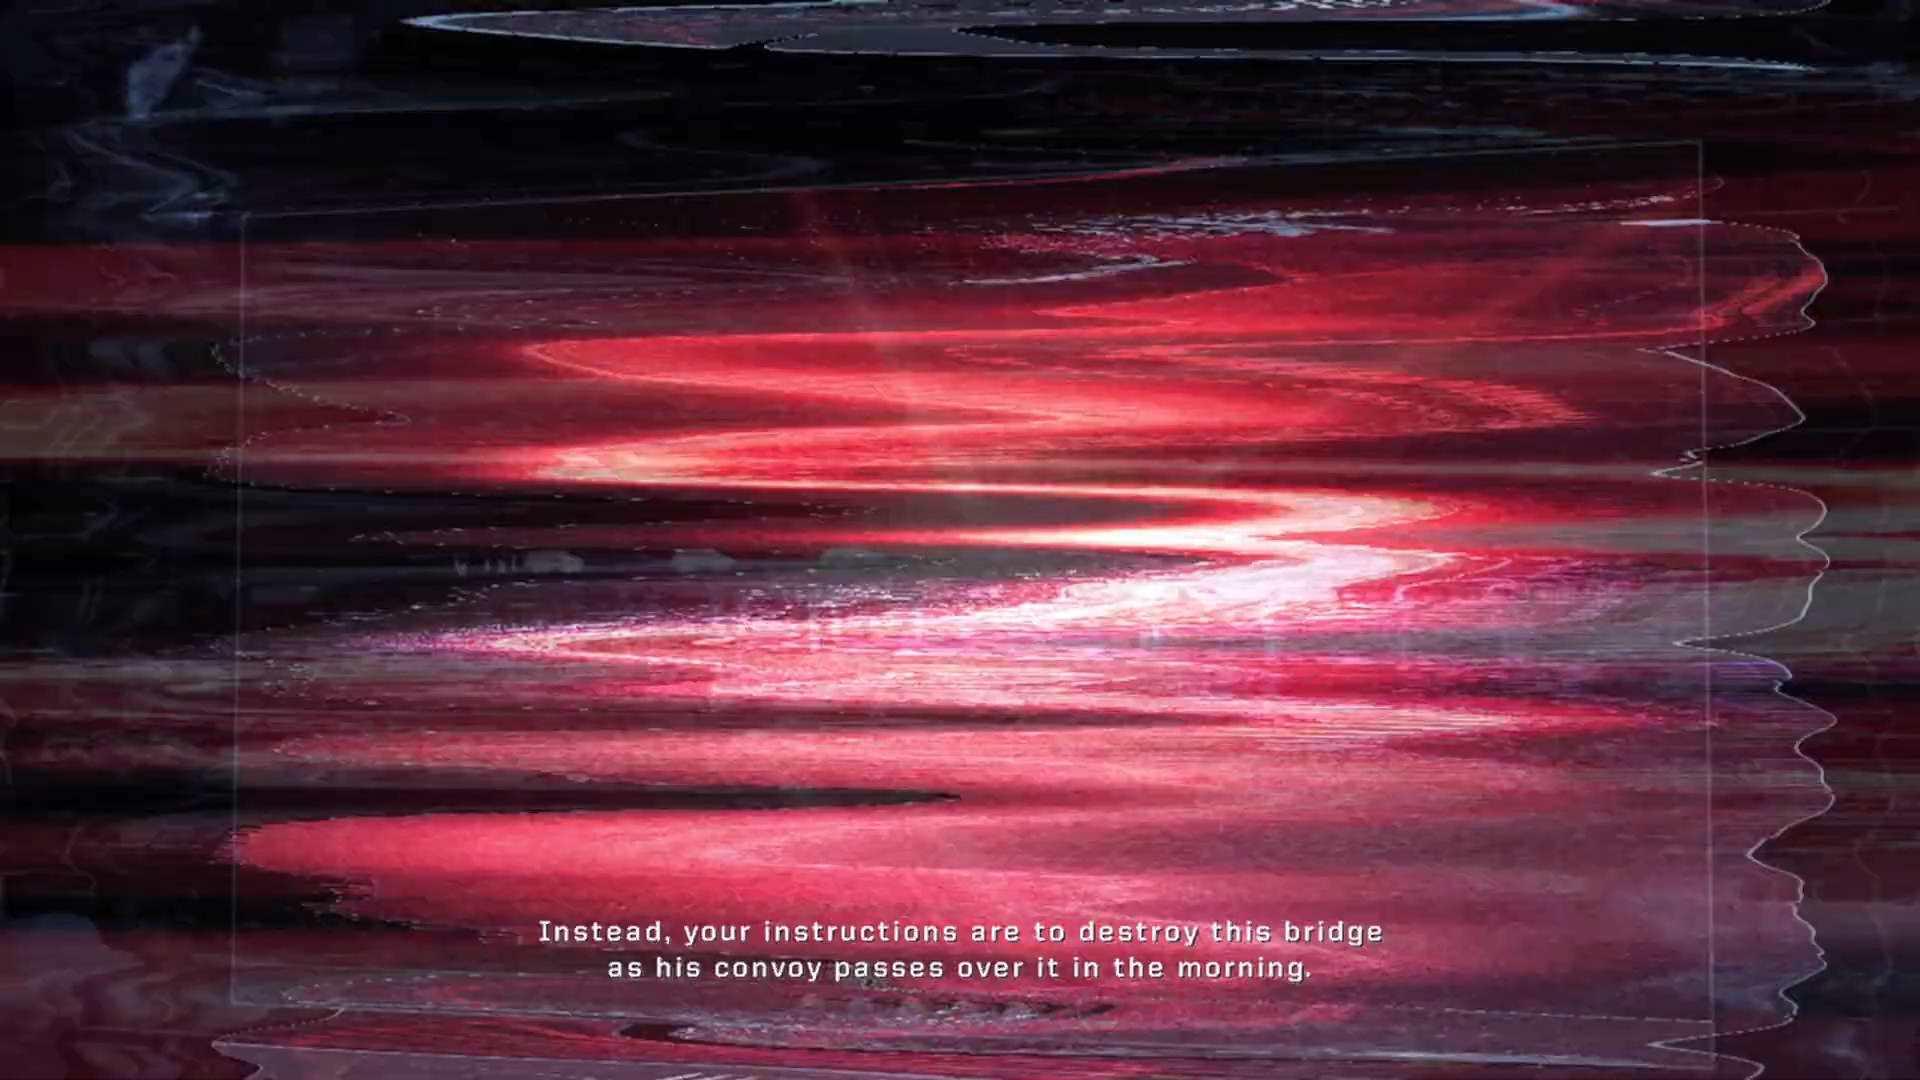 Instead, your instructions are to destroy this bridge
as his convoy passes over it in the morning.